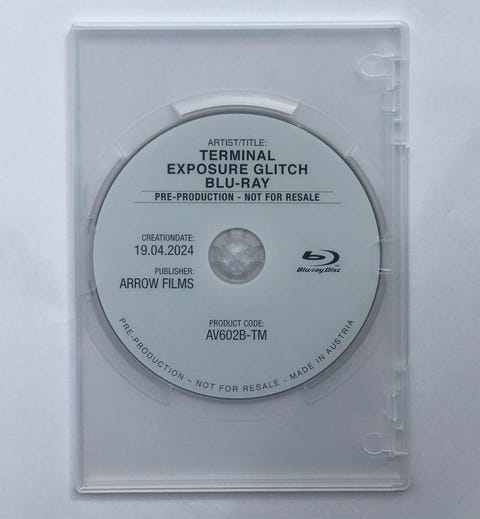 ARTIST/TITLE:
TERMINAL
EXPOSURE GLITCH
BLU-RAY
PRE-PRODUCTION - NOT FOR RESALE
CREATIONDATE:
19.04.2024
Blu-ray Disc
PUBLISHER:
ARROW FILMS
PRODUCT CODE:
AV602B-TM
PRE-PRODUCTION - NOT FOR RESALE - MADE IN AUSTRIA